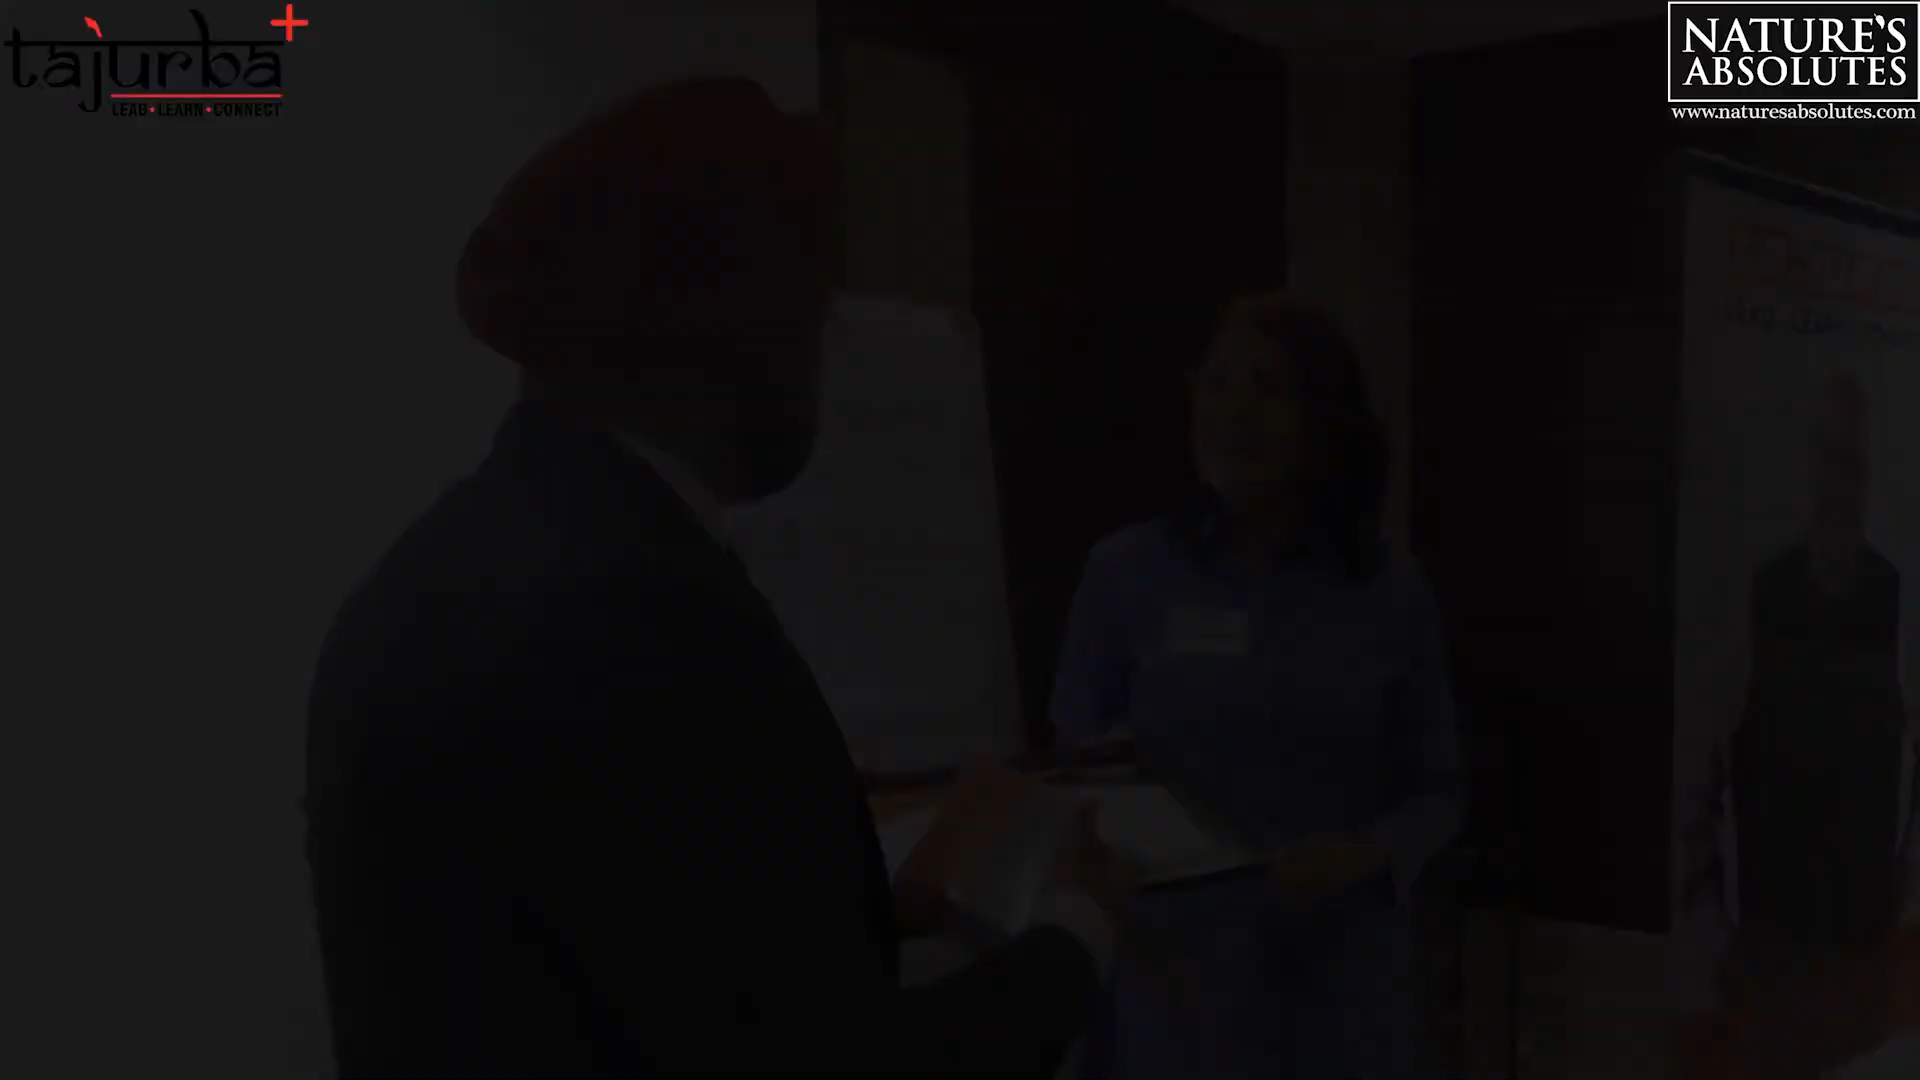 tajurba+
LEAD • LEARN • CONNECT
NATURE'S
ABSOLUTES
www.naturesabsolutes.com